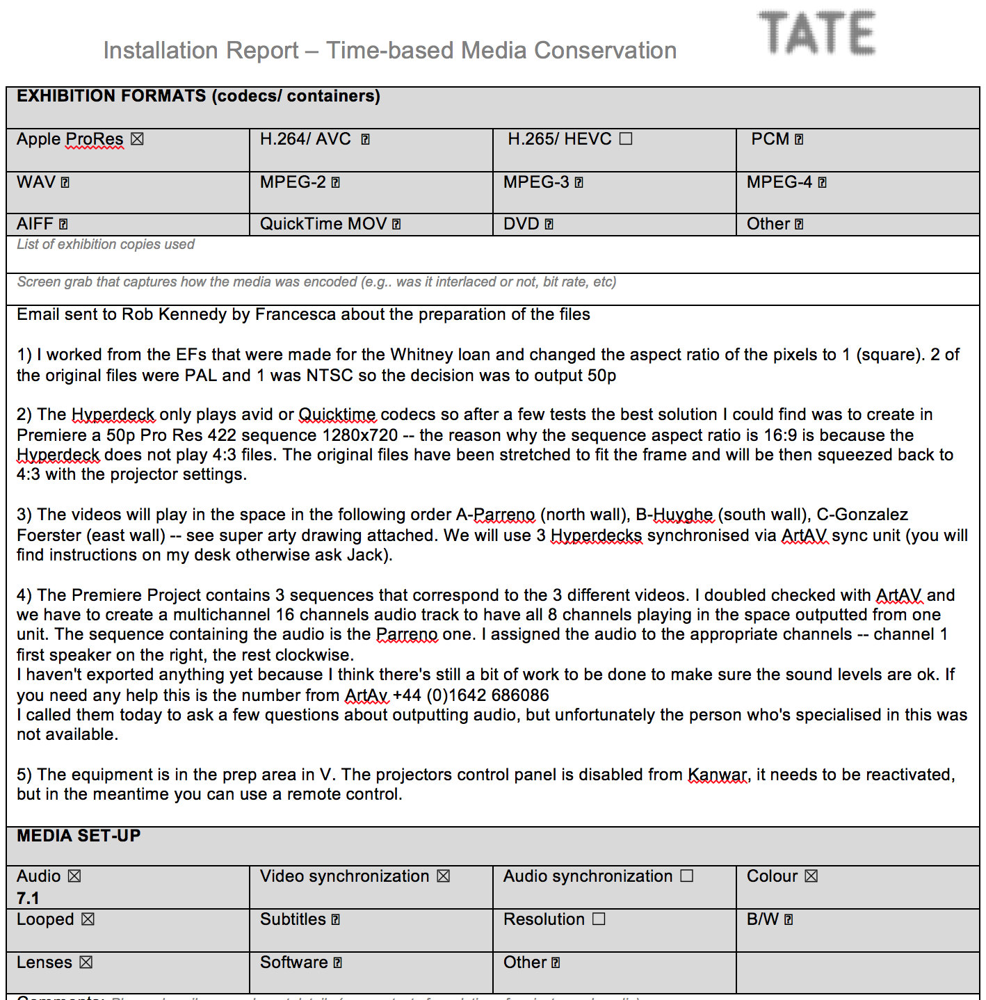 TATE
Installation Report – Time-based Media Conservation
EXHIBITION FORMATS (codecs/ containers)
Apple ProRes ☒ H.264/ AVC ⍰ H.265/ HEVC ☐ PCM ⍰
WAV ⍰ MPEG-2 ⍰ MPEG-3 ⍰ MPEG-4 ⍰
AIFF ⍰ QuickTime MOV ⍰ DVD ⍰ Other ⍰
List of exhibition copies used
Screen grab that captures how the media was encoded (e.g.. was it interlaced or not, bit rate, etc)
Email sent to Rob Kennedy by Francesca about the preparation of the files
1) I worked from the EFs that were made for the Whitney loan and changed the aspect ratio of the pixels to 1 (square). 2 of
the original files were PAL and 1 was NTSC so the decision was to output 50p
2) The Hyperdeck only plays avid or Quicktime codecs so after a few tests the best solution I could find was to create in
Premiere a 50p Pro Res 422 sequence 1280x720 -- the reason why the sequence aspect ratio is 16:9 is because the
Hyperdeck does not play 4:3 files. The original files have been stretched to fit the frame and will be then squeezed back to
4:3 with the projector settings.
3) The videos will play in the space in the following order A-Parreno (north wall), B-Huyghe (south wall), C-Gonzalez
Foerster (east wall) -- see super arty drawing attached. We will use 3 Hyperdecks synchronised via ArtAV sync unit (you will
find instructions on my desk otherwise ask Jack).
4) The Premiere Project contains 3 sequences that correspond to the 3 different videos. I doubled checked with ArtAV and
we have to create a multichannel 16 channels audio track to have all 8 channels playing in the space outputted from one
unit. The sequence containing the audio is the Parreno one. I assigned the audio to the appropriate channels -- channel 1
first speaker on the right, the rest clockwise.
I haven't exported anything yet because I think there's still a bit of work to be done to make sure the sound levels are ok. If
you need any help this is the number from ArtAv +44 (0)1642 686086
I called them today to ask a few questions about outputting audio, but unfortunately the person who's specialised in this was
not available.
5) The equipment is in the prep area in V. The projectors control panel is disabled from Kanwar, it needs to be reactivated,
but in the meantime you can use a remote control.
MEDIA SET-UP
Audio ☒ Video synchronization ☒ Audio synchronization ☐ Colour ☒
7.1
Looped ☒ Subtitles ⍰ Resolution ☐ B/W ⍰
Lenses ☒ Software ⍰ Other ⍰